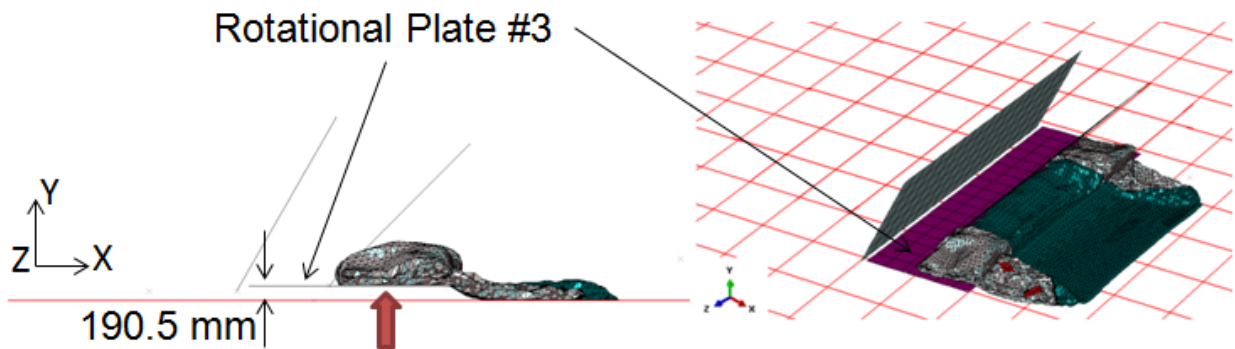 Rotational Plate #3
Y
Z X
190.5 mm
Y
Z X